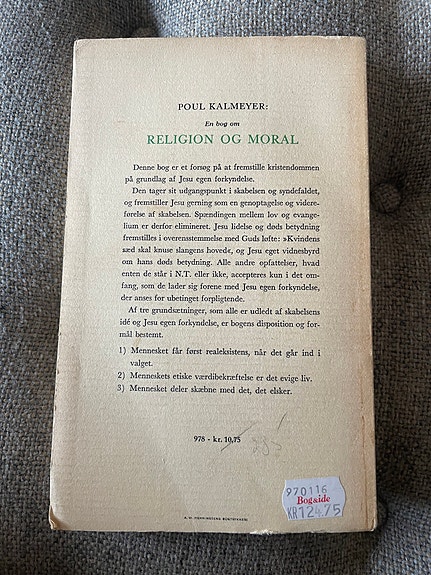 POUL KALMEYER:
En bog om
RELIGION OG MORAL
Denne bog er et forsøg på at fremstille kristendommen
på grundlag af Jesu egen forkyndelse.
Den tager sit udgangspunkt i skabelsen og syndefaldet,
og fremstiller Jesu gerning som en genoptagelse og videre-
førelse af skabelsen. Spændingen mellem lov og evange-
lium er derfor elimineret. Jesu lidelse og døds betydning
fremstilles i overensstemmelse med Guds løfte: »Kvindens
sæd skal knuse slangens hoved«, og Jesu eget vidnesbyrd
om hans døds betydning. Alle andre opfattelser, hvad
enten de står i N.T. eller ikke, accepteres kun i det om-
fang, som de lader sig forene med Jesu egen forkyndelse,
der anses for ubetinget forpligtende.
Af tre grundsætninger, som alle er udledt af skabelsens
idé og Jesu egen forkyndelse, er bogens disposition og for-
mål bestemt.
1) Mennesket får først realeksistens, når det går ind i
valget.
2) Menneskets etiske værdibekræftelse er det evige liv.
3) Mennesket deler skæbne med det, det elsker.
978 - kr. 10,75
970116
Bog&ide
KR124.75